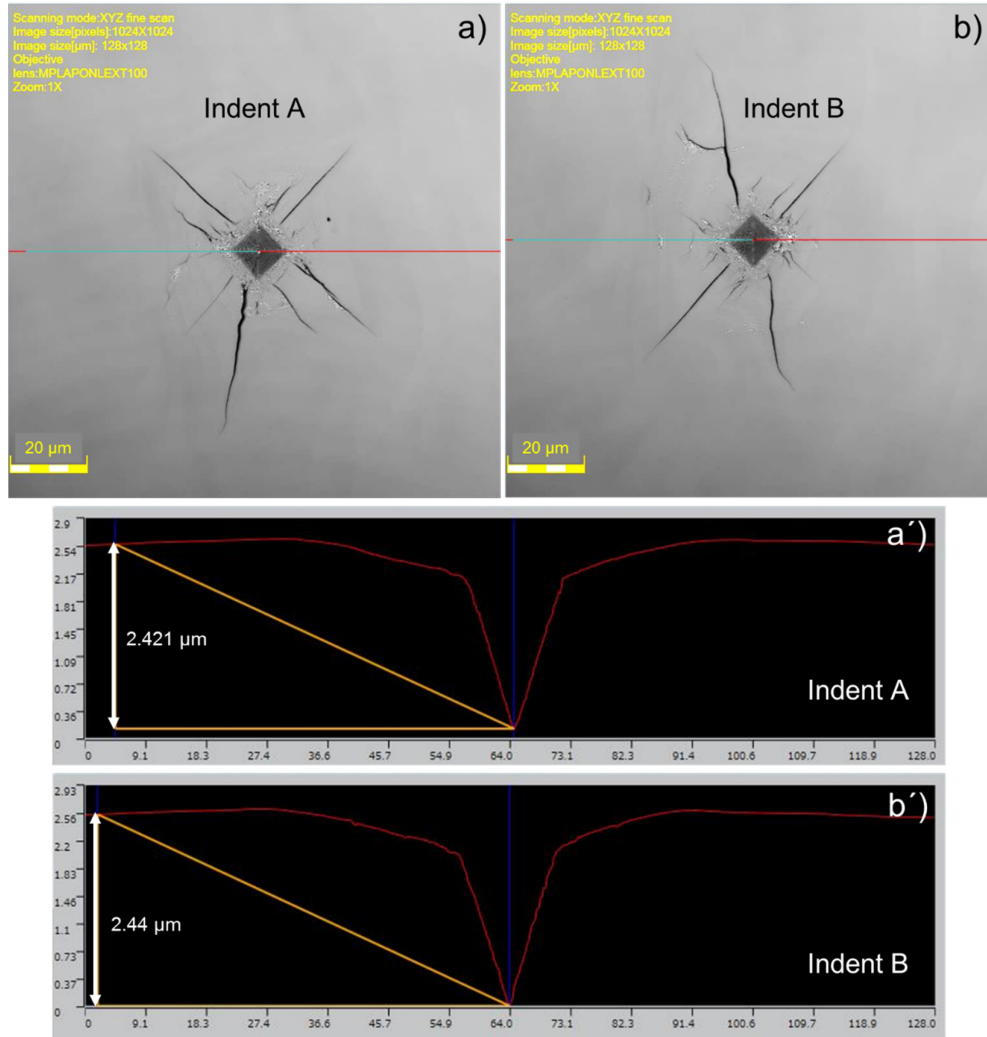 Scanning mode:XYZ fine scan
Image size[pixels]:1024X1024
Image size[µm]: 128x128
Objective
lens:MPLAPONLEXT100
Zoom:1X
a)
Indent A
20 µm
Scanning mode:XYZ fine scan
Image size[pixels]:1024X1024
Image size[µm]: 128x128
Objective
lens:MPLAPONLEXT100
Zoom:1X
b)
Indent B
20 µm
2.9
2.54
2.17
1.81
1.45
1.09
0.72
0.36
0
a´)
2.421 µm
Indent A
0 9.1 18.3 27.4 36.6 45.7 54.9 64.0 73.1 82.3 91.4 100.6 109.7 118.9 128.0
2.93
2.56
2.2
1.83
1.46
1.1
0.73
0.37
0
b´)
2.44 µm
Indent B
0 9.1 18.3 27.4 36.6 45.7 54.9 64.0 73.1 82.3 91.4 100.6 109.7 118.9 128.0